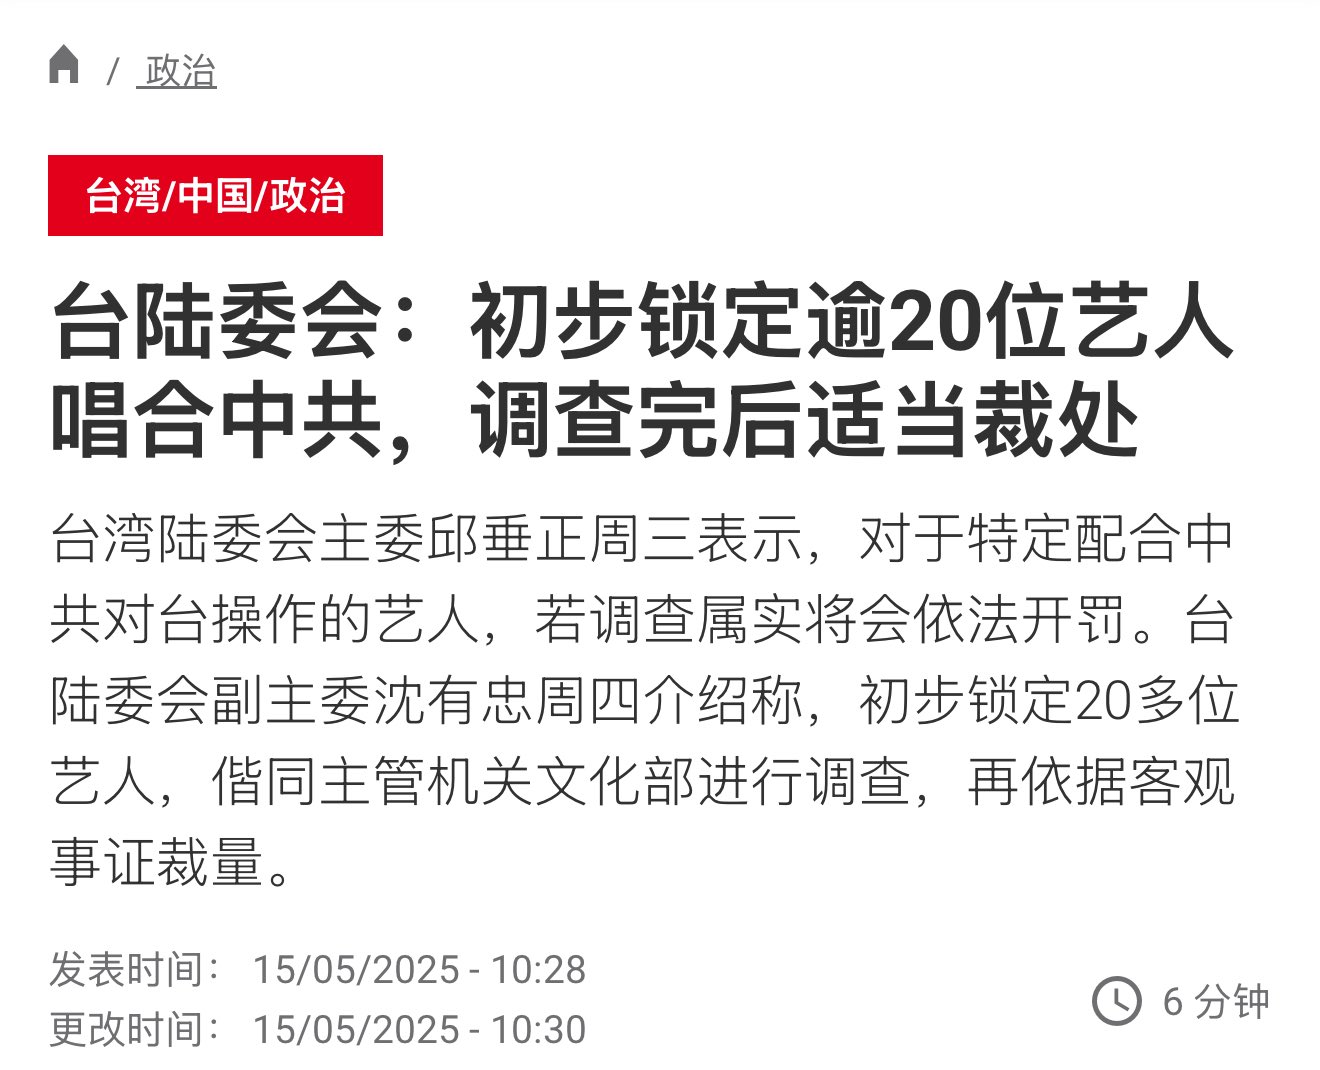 / 政治
台湾/中国/政治
台陆委会：初步锁定逾20位艺人
唱合中共，调查完后适当裁处
台湾陆委会主委邱垂正周三表示，对于特定配合中
共对台操作的艺人，若调查属实将会依法开罚。台
陆委会副主委沈有忠周四介绍称，初步锁定20多位
艺人，偕同主管机关文化部进行调查，再依据客观
事证裁量。
发表时间： 15/05/2025 - 10:28
更改时间： 15/05/2025 - 10:30
6 分钟